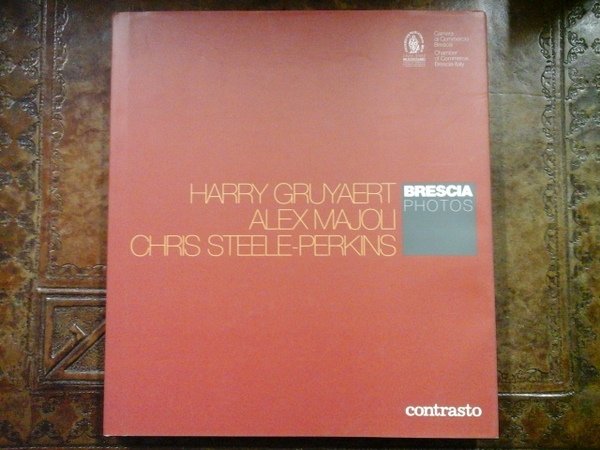 Camera
di Commercio
Brescia
Chamber
of Commerce
Brescia Italy
HARRY GRUYAERT
ALEX MAJOLI
CHRIS STEELE-PERKINS
BRESCIA
PHOTOS
contrasto